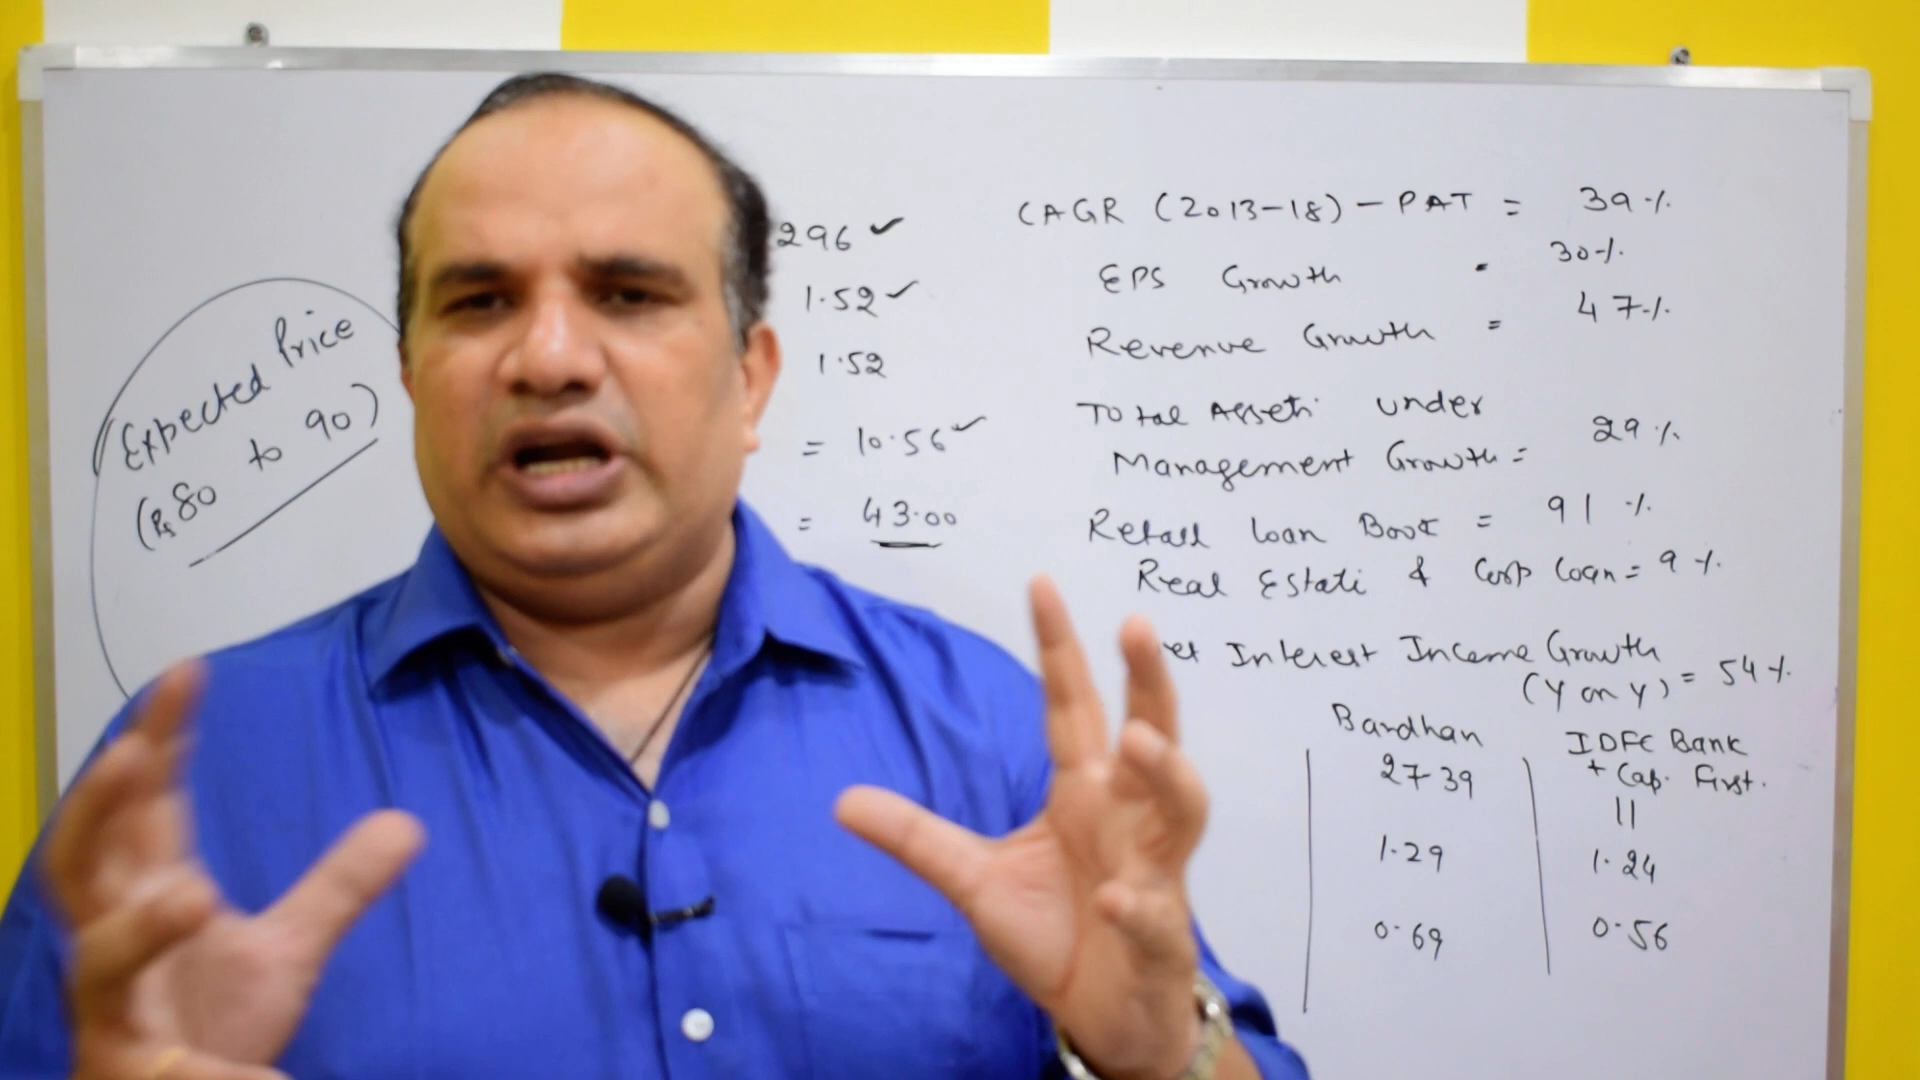 Expected Price
(Rs 80 to 90)
296 ✓
1.52 ✓
1.52
= 10.56 ✓
= 43.00
CAGR (2013-18) - PAT = 39%
EPS Growth - 30%
Revenue Growth = 47%
Total Assets under
Management Growth = 29%
Retail Loan Book = 91%
Real Estate & Corp Loan = 9%
et Interest Income Growth
(Y on Y) = 54%
Bandhan
27.39
1.29
0.69
IDFC Bank
+ Cap. First.
11
1.24
0.56